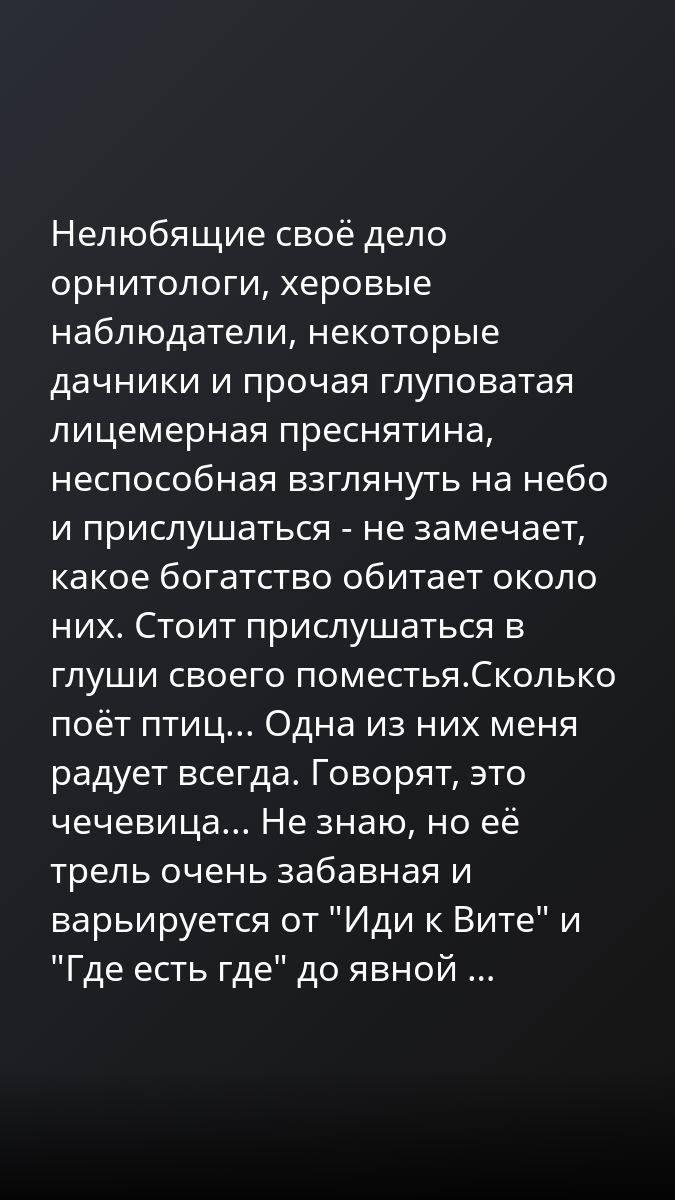 Нелюбящие своё дело
орнитологи, херовые
наблюдатели, некоторые
дачники и прочая глуповатая
лицемерная преснятина,
неспособная взглянуть на небо
и прислушаться - не замечает,
какое богатство обитает около
них. Стоит прислушаться в
глуши своего поместья.Сколько
поёт птиц... Одна из них меня
радует всегда. Говорят, это
чечевица... Не знаю, но её
трель очень забавная и
варьируется от "Иди к Вите" и
"Где есть где" до явной ...